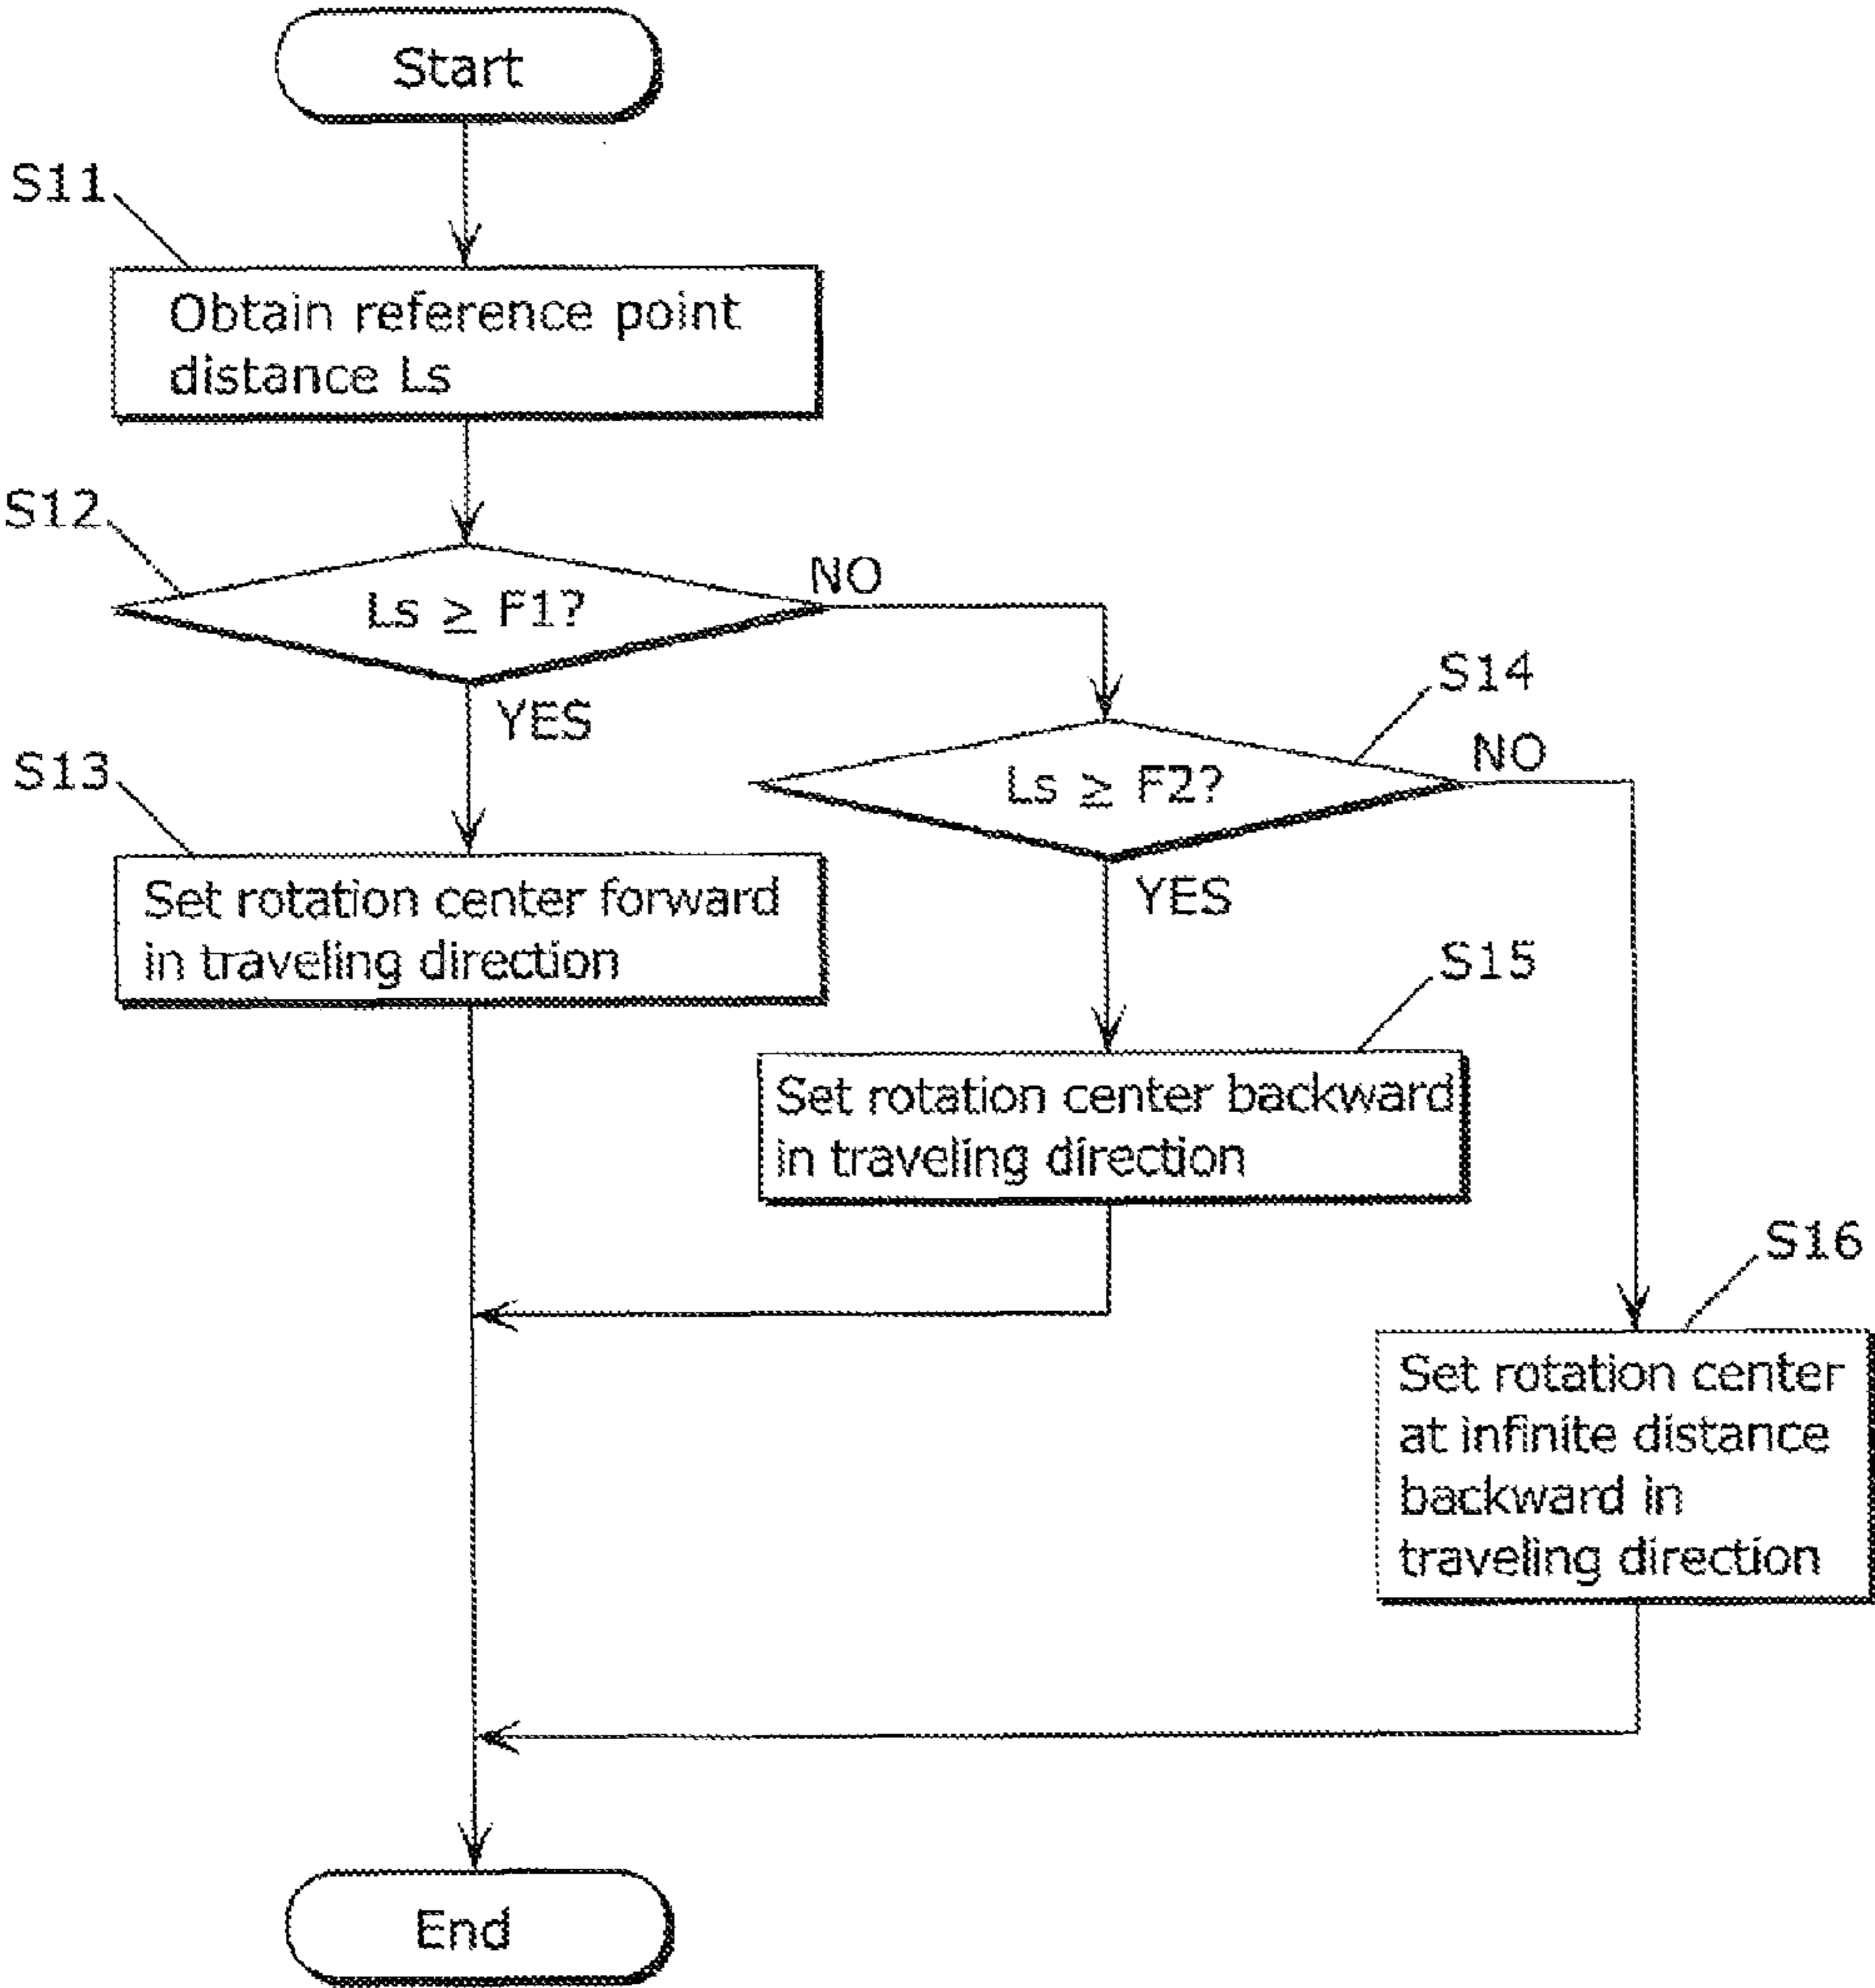 Start
S11
Obtain reference point
distance Ls
S12
Ls ≥ F1?
NO
YES
S14
Ls ≥ F2?
NO
YES
S13
Set rotation center forward
in traveling direction
S15
Set rotation center backward
in traveling direction
S16
Set rotation center
at infinite distance
backward in
traveling direction
End